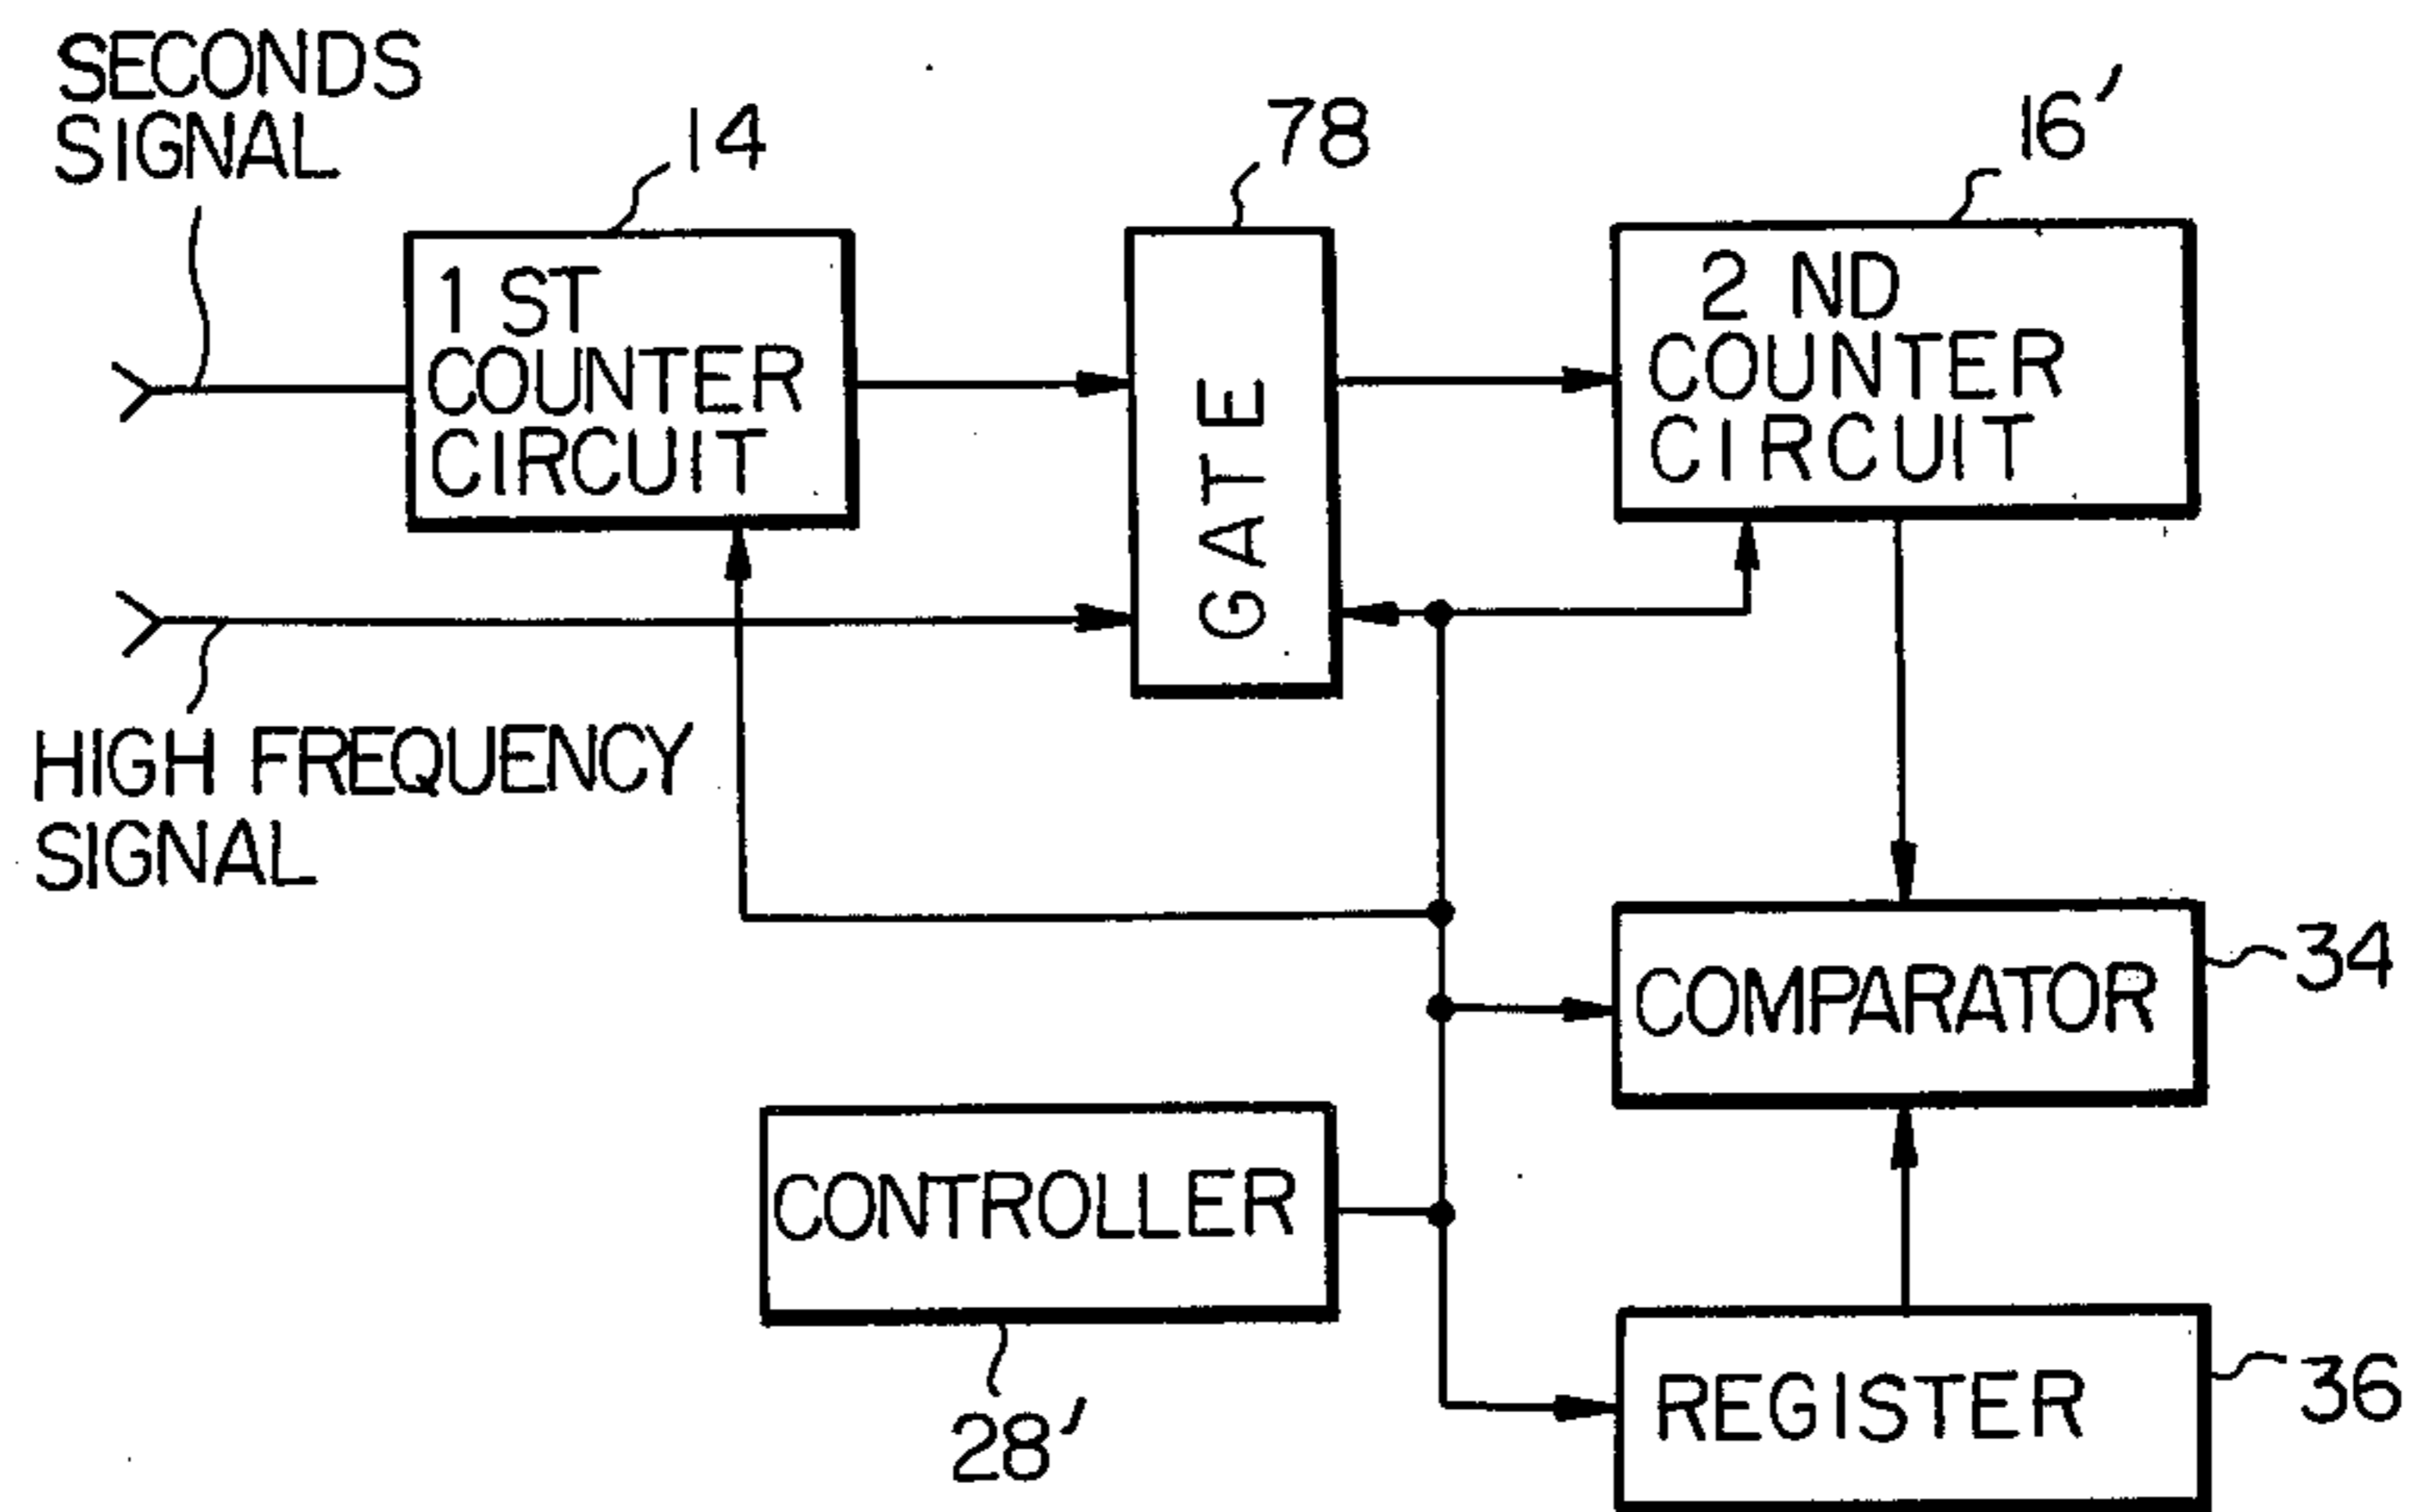 SECONDS
SIGNAL
14
78
16'
1 ST
COUNTER
CIRCUIT
GATE
2 ND
COUNTER
CIRCUIT
HIGH FREQUENCY
SIGNAL
COMPARATOR
34
CONTROLLER
28'
REGISTER
36